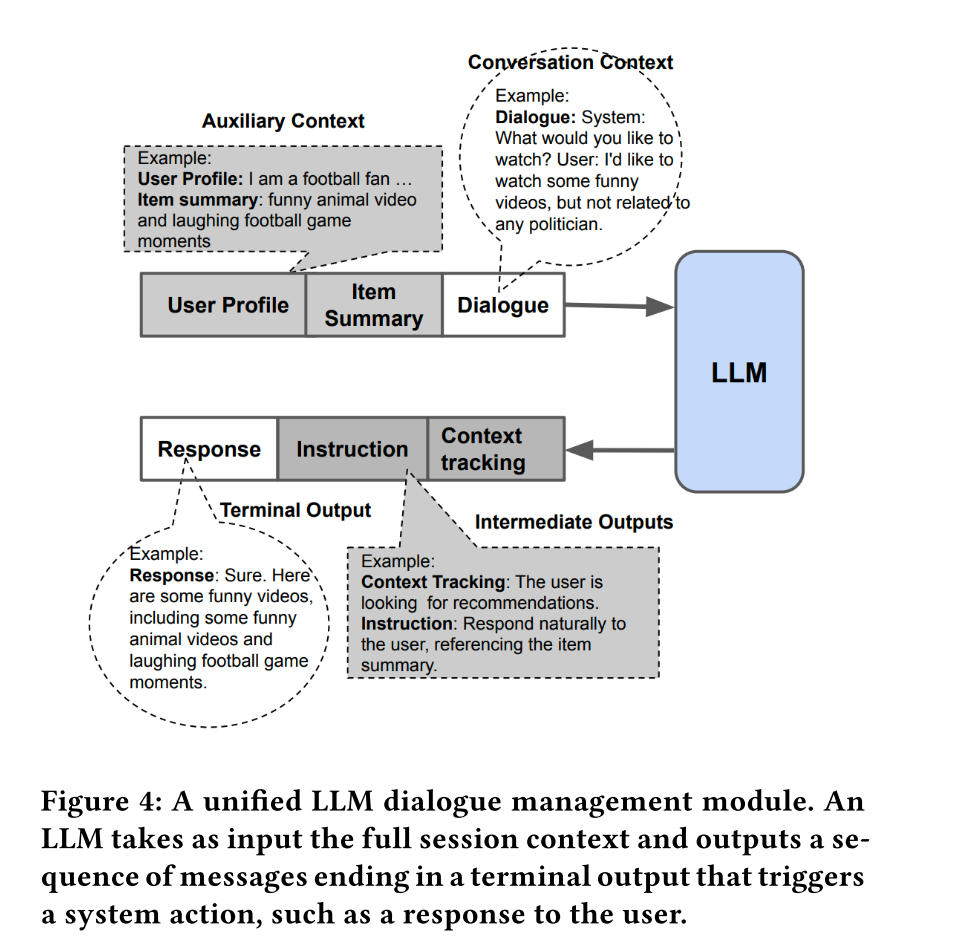 Conversation Context
Example:
Dialogue: System:
What would you like to
watch? User: I'd like to
watch some funny
videos, but not related to
any politician.
Auxiliary Context
Example:
User Profile: I am a football fan …
Item summary: funny animal video
and laughing football game
moments
User Profile
Item
Summary
Dialogue
LLM
Response
Instruction
Context
tracking
Terminal Output
Example:
Response: Sure. Here
are some funny videos,
including some funny
animal videos and
laughing football game
moments.
Intermediate Outputs
Example:
Context Tracking: The user is
looking for recommendations.
Instruction: Respond naturally to
the user, referencing the item
summary.
Figure 4: A unified LLM dialogue management module. An
LLM takes as input the full session context and outputs a se-
quence of messages ending in a terminal output that triggers
a system action, such as a response to the user.